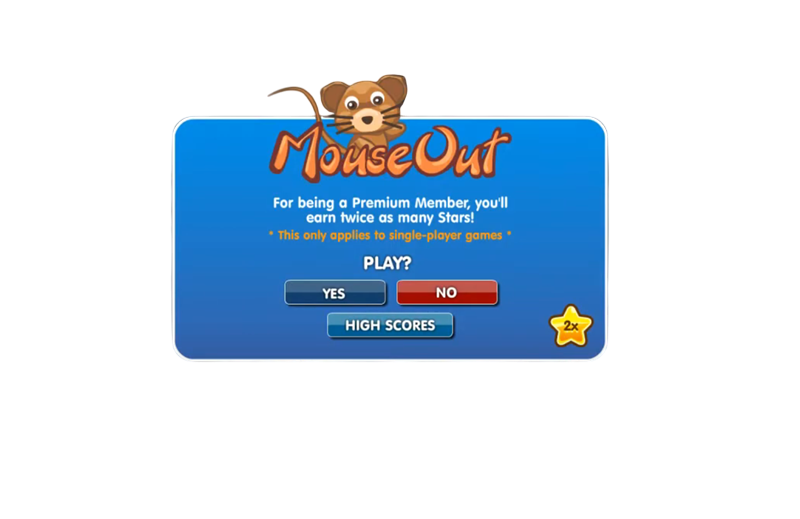 MouseOut
For being a Premium Member, you'll
earn twice as many Stars!
* This only applies to single-player games *
PLAY?
YES
NO
HIGH SCORES
2x